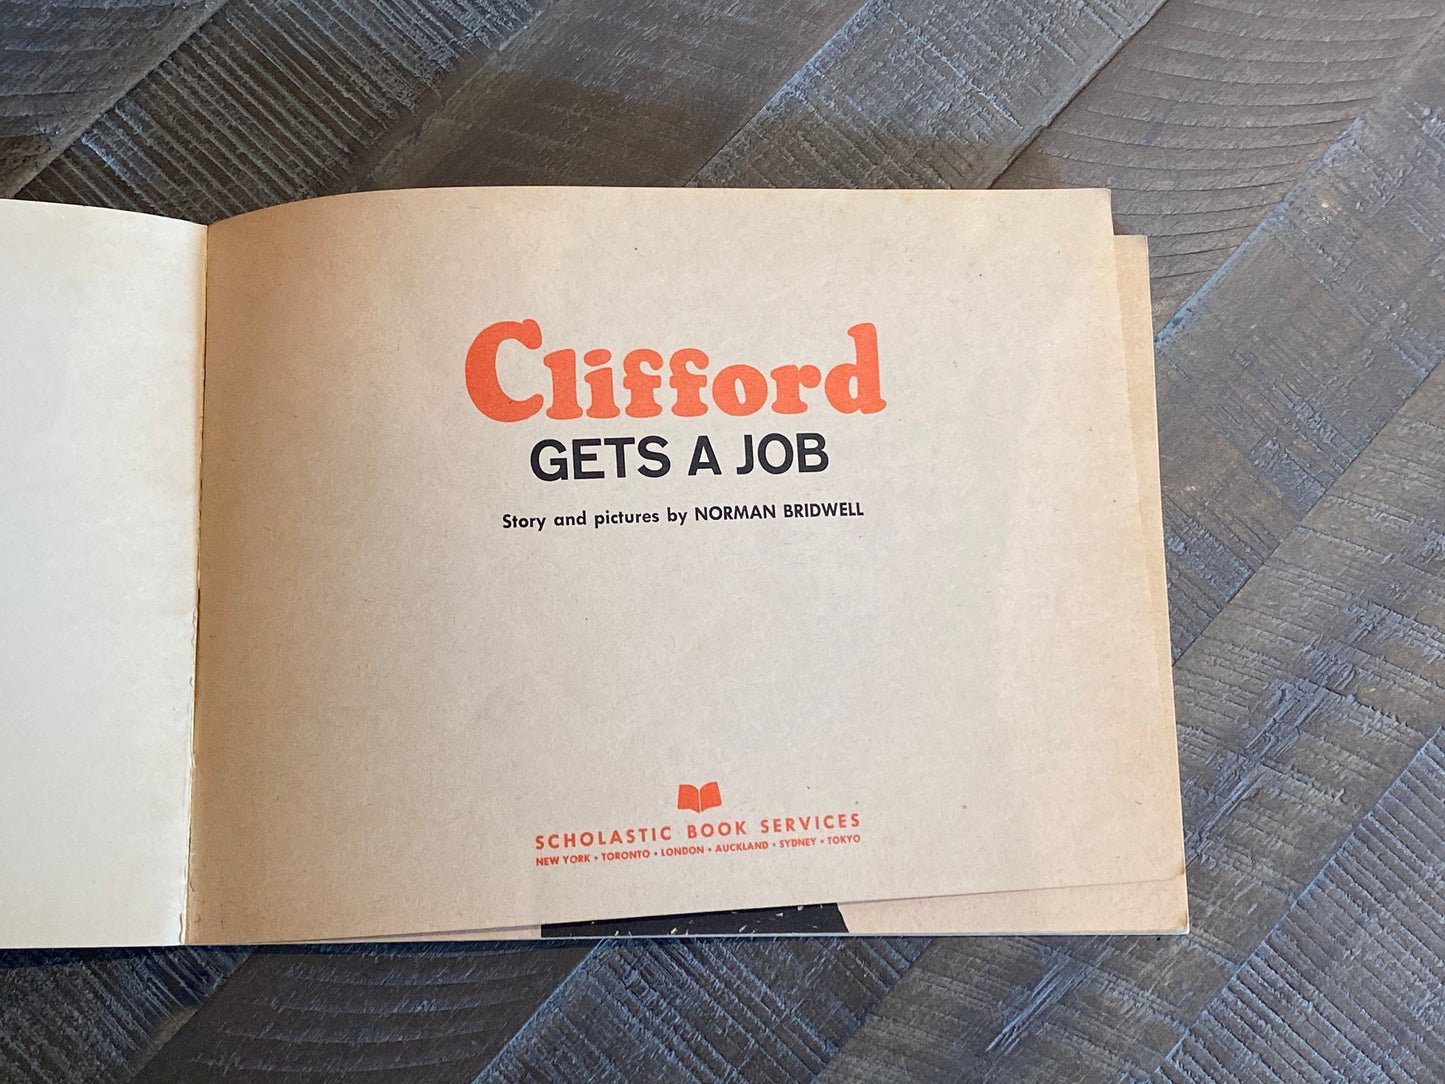 Clifford
GETS A JOB
Story and pictures by NORMAN BRIDWELL
SCHOLASTIC BOOK SERVICES
NEW YORK • TORONTO • LONDON • AUCKLAND • SYDNEY • TOKYO